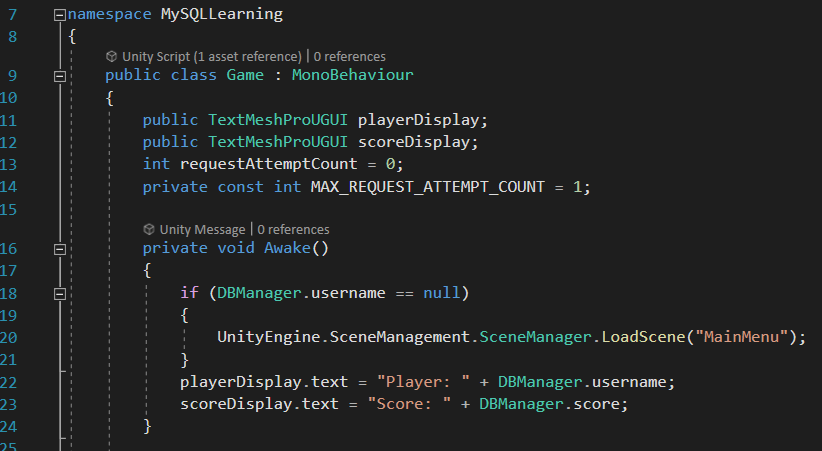 7 namespace MySQLLearning
8 {
Unity Script (1 asset reference) | 0 references
9 public class Game : MonoBehaviour
10 {
11 public TextMeshProUGUI playerDisplay;
12 public TextMeshProUGUI scoreDisplay;
13 int requestAttemptCount = 0;
14 private const int MAX_REQUEST_ATTEMPT_COUNT = 1;
15
Unity Message | 0 references
16 private void Awake()
17 {
18 if (DBManager.username == null)
19 {
20 UnityEngine.SceneManagement.SceneManager.LoadScene("MainMenu");
21 }
22 playerDisplay.text = "Player: " + DBManager.username;
23 scoreDisplay.text = "Score: " + DBManager.score;
24 }
25